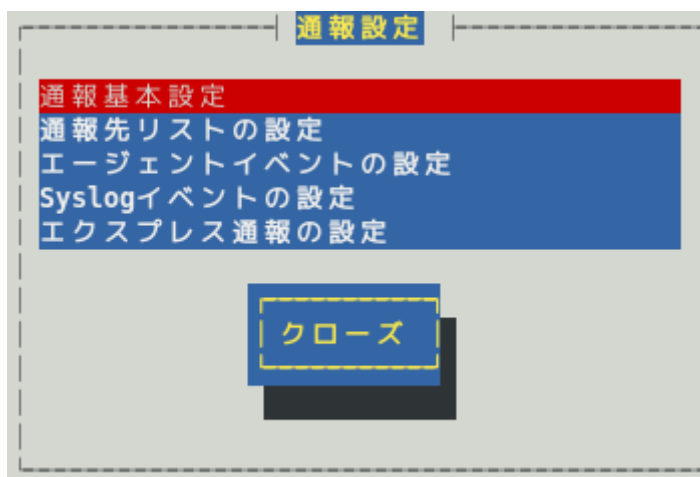 通報設定
通報基本設定
通報先リストの設定
エージェントイベントの設定
Syslogイベントの設定
エクスプレス通報の設定
クローズ